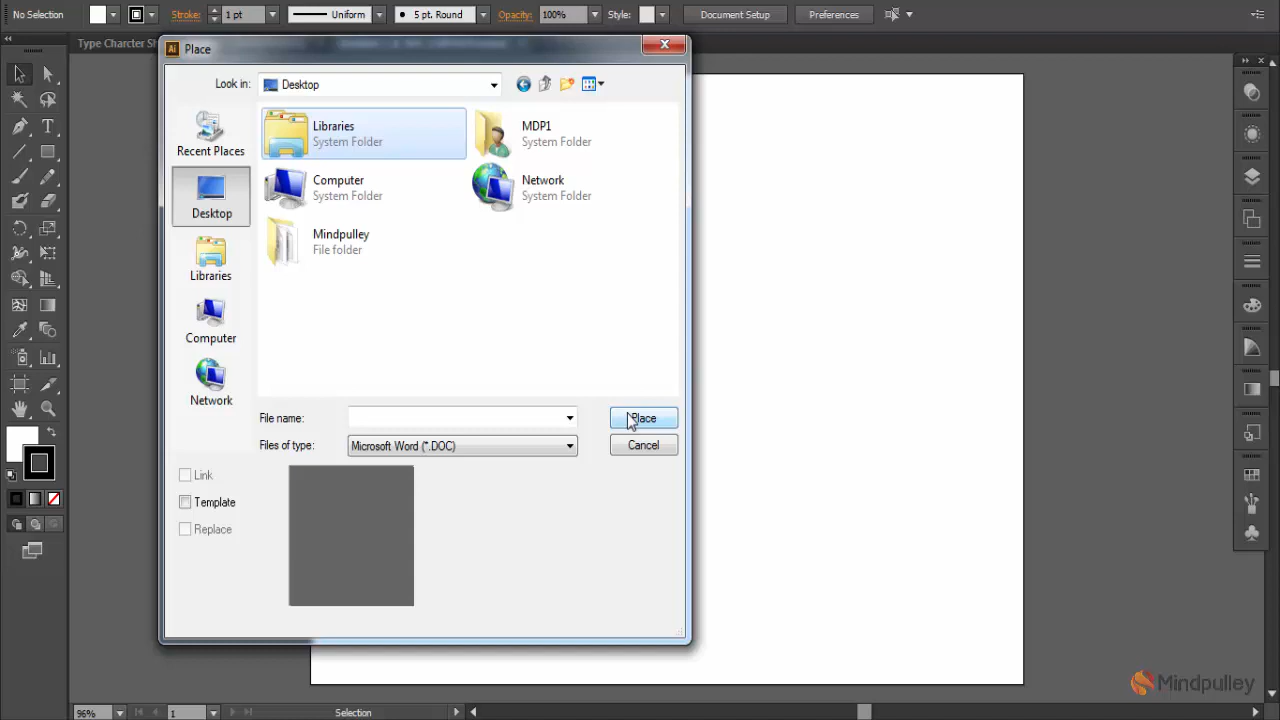 No Selection
Stroke:
1 pt
Uniform
5 pt. Round
Opacity:
100%
Style:
Document Setup
Preferences
Type Charcter
Ai
Place
X
Look in:
Desktop
Recent Places
Desktop
Libraries
Computer
Network
Libraries
System Folder
MDP1
System Folder
Computer
System Folder
Network
System Folder
Mindpulley
File folder
File name:
Place
Files of type:
Microsoft Word (*.DOC)
Cancel
Link
Template
Replace
T
Mindpulley
96%
1
Selection